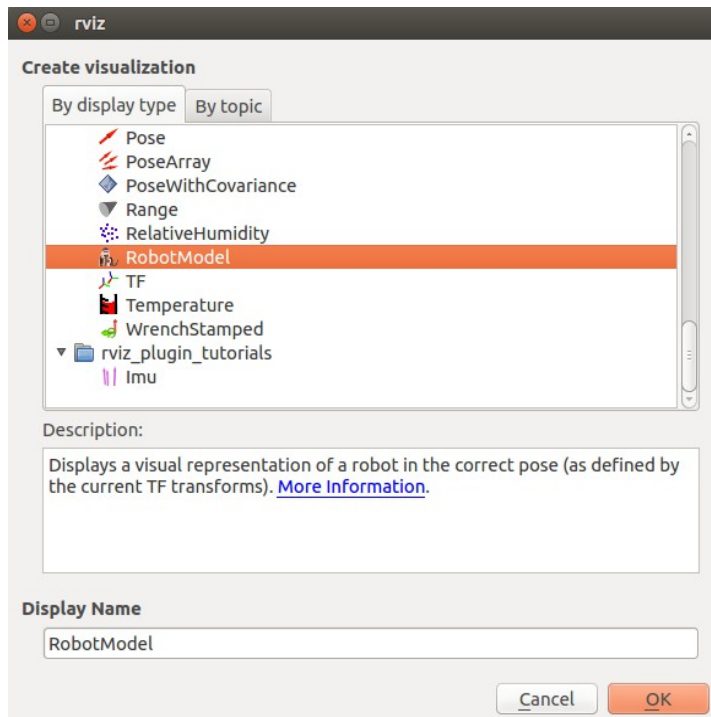 rviz
Create visualization
By display type By topic
Pose
PoseArray
PoseWithCovariance
Range
RelativeHumidity
RobotModel
TF
Temperature
WrenchStamped
rviz_plugin_tutorials
Imu
Description:
Displays a visual representation of a robot in the correct pose (as defined by
the current TF transforms). More Information.
Display Name
RobotModel
Cancel OK